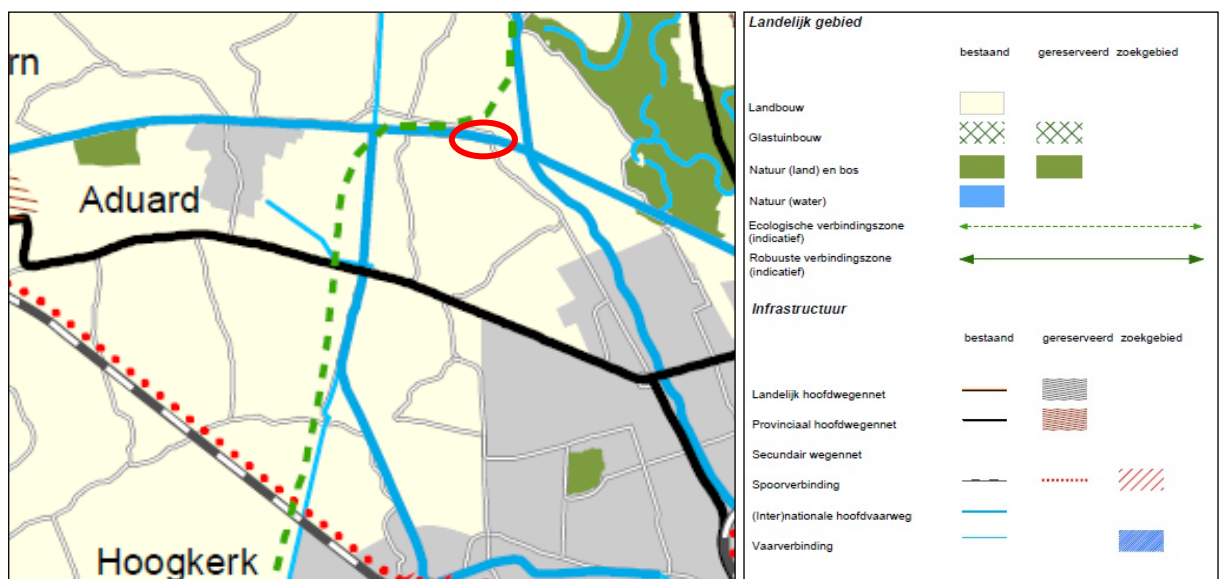 rn
Aduard
Hoogkerk
Landelijk gebied
bestaand gereserveerd zoekgebied
Landbouw
Glastuinbouw
Natuur (land) en bos
Natuur (water)
Ecologische verbindingszone
(indicatief)
Robuuste verbindingszone
(indicatief)
Infrastructuur
bestaand gereserveerd zoekgebied
Landelijk hoofdwegennet
Provinciaal hoofdwegennet
Secundair wegennet
Spoorverbinding
(Inter)nationale hoofdvaarweg
Vaarverbinding